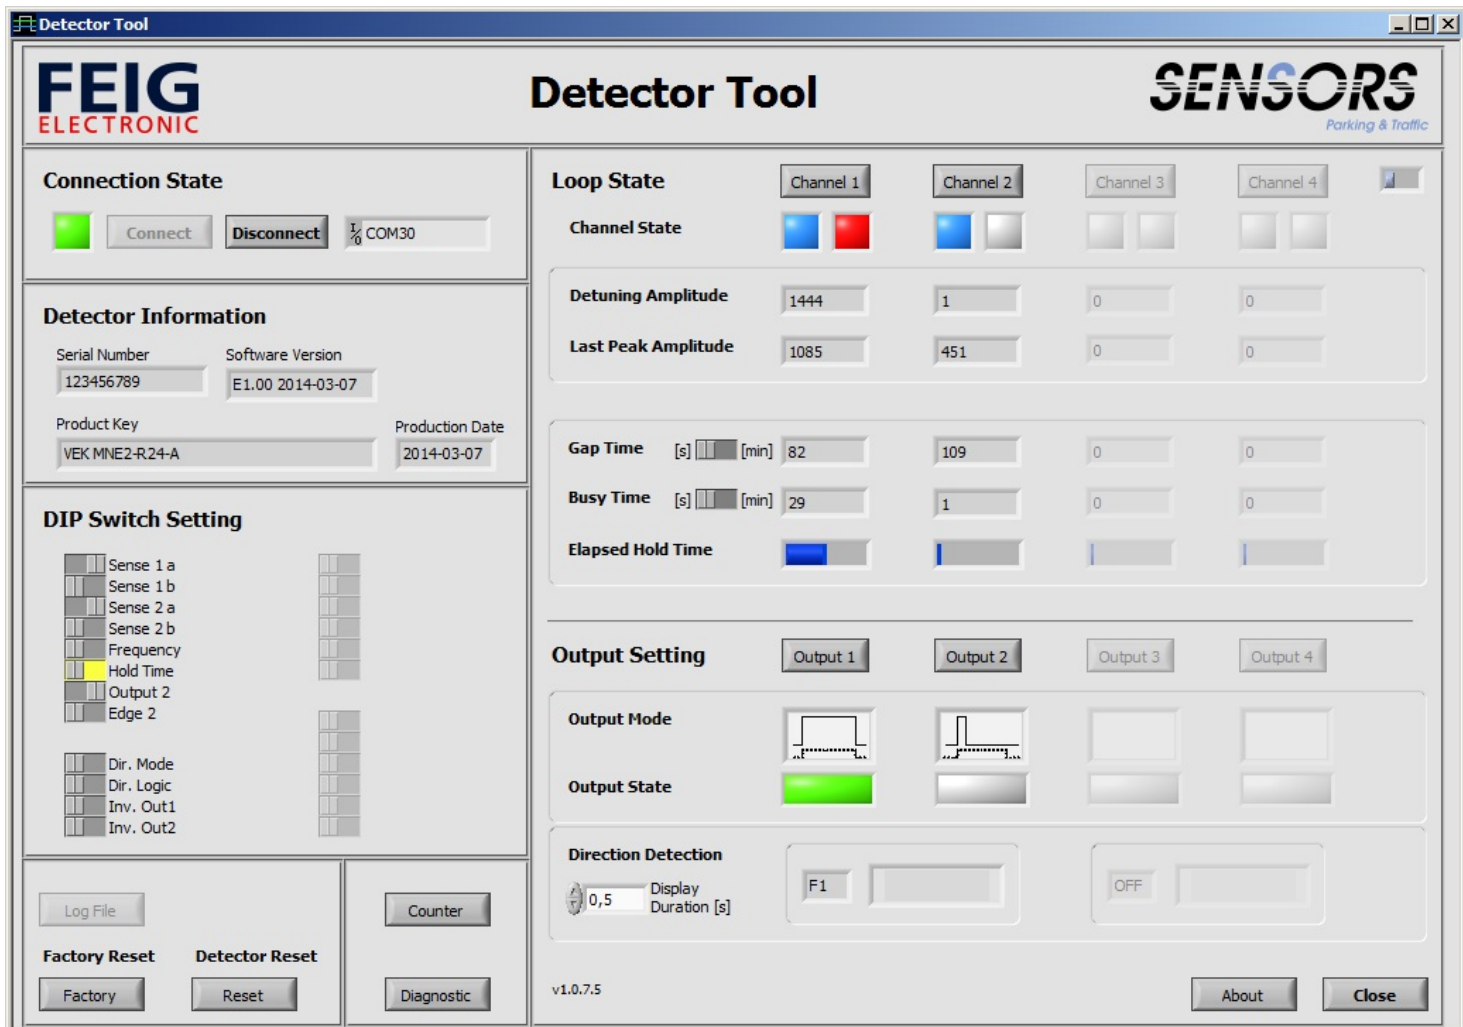 Detector Tool
FEIG
ELECTRONIC
Detector Tool
SENSORS
Parking & Traffic
Connection State
Connect
Disconnect
I/0 COM30
Detector Information
Serial Number
Software Version
123456789
E1.00 2014-03-07
Product Key
Production Date
VEK MNE2-R24-A
2014-03-07
DIP Switch Setting
Sense 1 a
Sense 1 b
Sense 2 a
Sense 2 b
Frequency
Hold Time
Output 2
Edge 2
Dir. Mode
Dir. Logic
Inv. Out1
Inv. Out2
Log File
Factory Reset
Detector Reset
Factory
Reset
Counter
Diagnostic
Loop State
Channel 1
Channel 2
Channel 3
Channel 4
Channel State
Detuning Amplitude
1444
1
0
0
Last Peak Amplitude
1085
451
0
0
Gap Time [s] [min]
82
109
0
0
Busy Time [s] [min]
29
1
0
0
Elapsed Hold Time
Output Setting
Output 1
Output 2
Output 3
Output 4
Output Mode
Output State
Direction Detection
0,5
Display
Duration [s]
F1
OFF
v1.0.7.5
About
Close